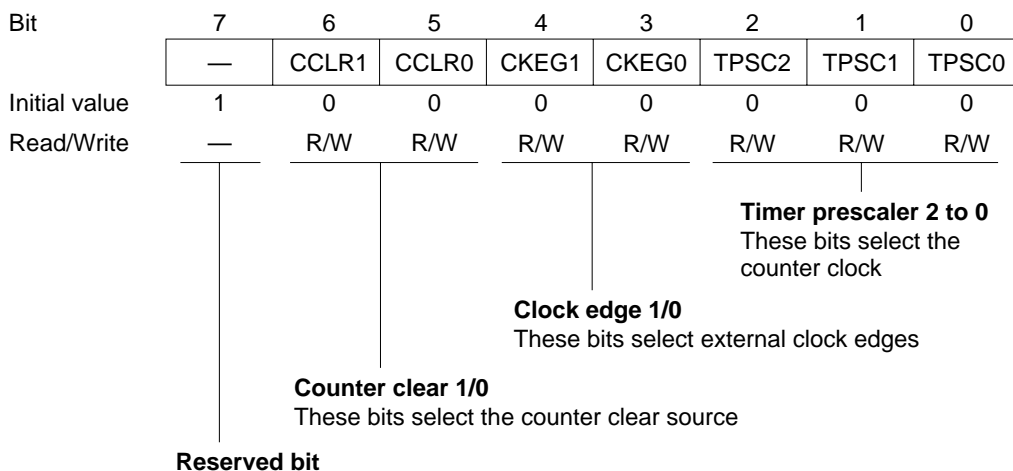 Bit 7 6 5 4 3 2 1 0
— CCLR1 CCLR0 CKEG1 CKEG0 TPSC2 TPSC1 TPSC0
Initial value 1 0 0 0 0 0 0 0
Read/Write — R/W R/W R/W R/W R/W R/W R/W
Timer prescaler 2 to 0
These bits select the
counter clock
Clock edge 1/0
These bits select external clock edges
Counter clear 1/0
These bits select the counter clear source
Reserved bit